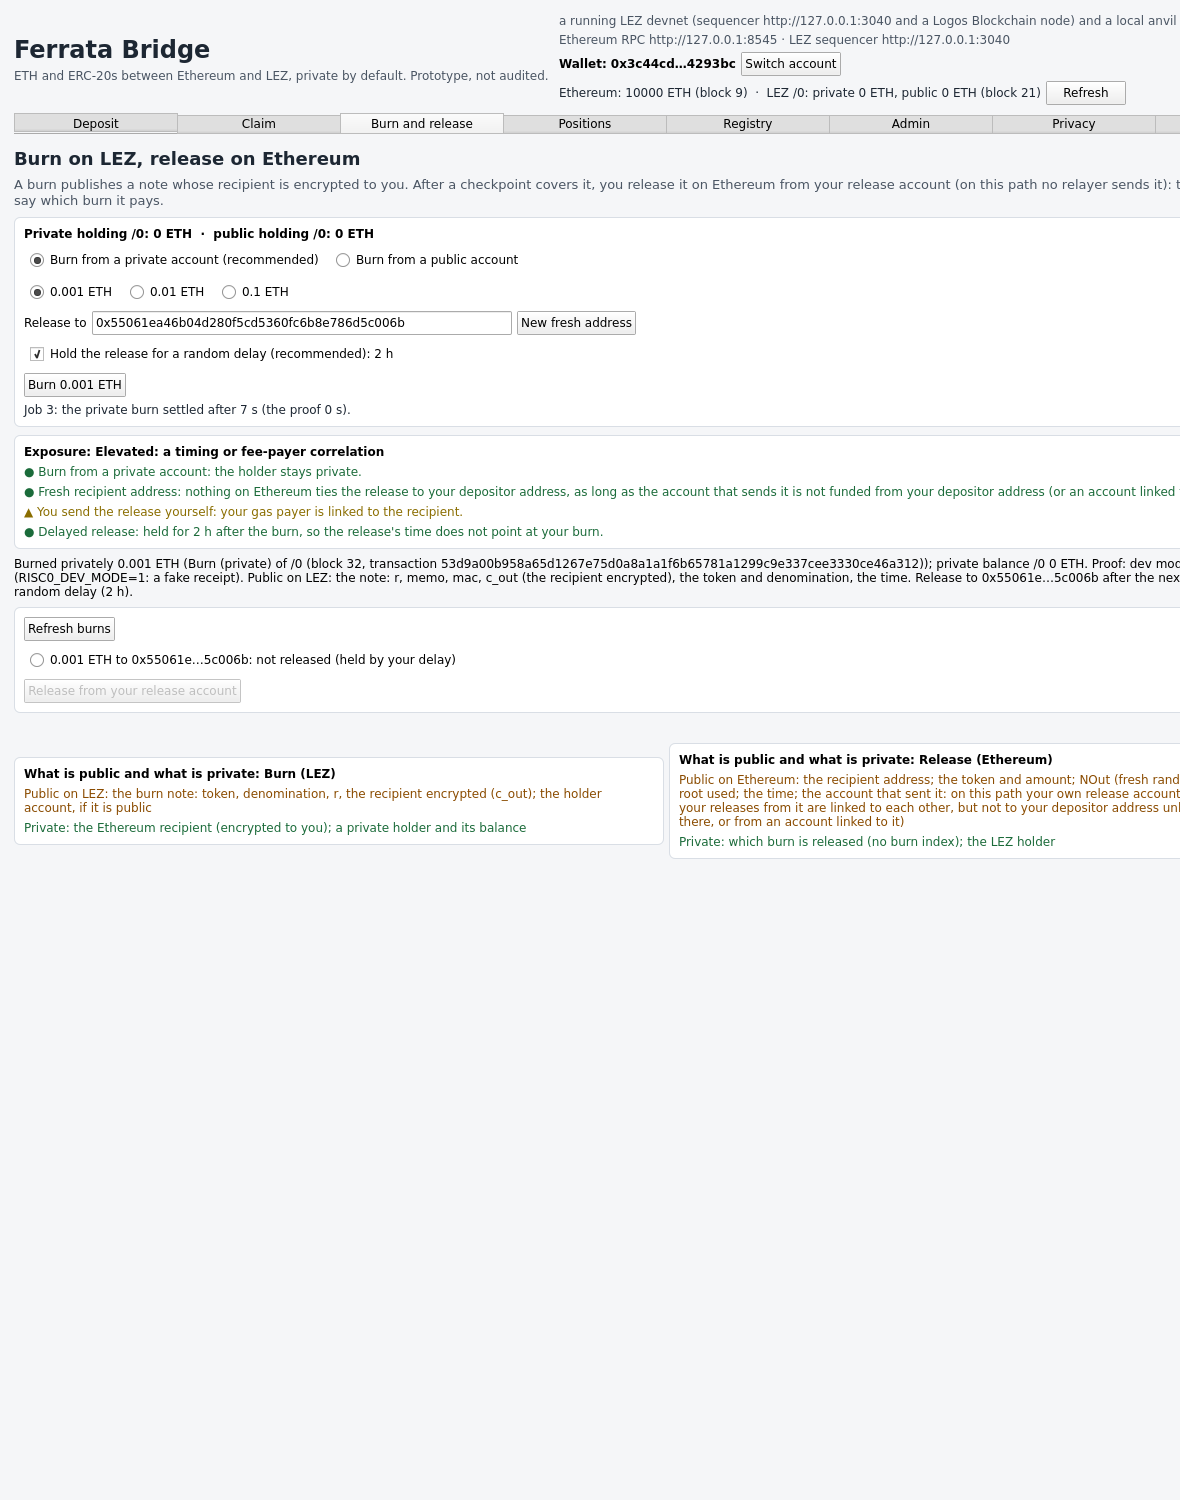 a running LEZ devnet (sequencer http://127.0.0.1:3040 and a Logos Blockchain node) and a local anvil
Ferrata Bridge
Ethereum RPC http://127.0.0.1:8545 · LEZ sequencer http://127.0.0.1:3040
ETH and ERC-20s between Ethereum and LEZ, private by default. Prototype, not audited.
Wallet: 0x3c44cd…4293bc Switch account
Ethereum: 10000 ETH (block 9) · LEZ /0: private 0 ETH, public 0 ETH (block 21) Refresh
Deposit Claim Burn and release Positions Registry Admin Privacy
Burn on LEZ, release on Ethereum
A burn publishes a note whose recipient is encrypted to you. After a checkpoint covers it, you release it on Ethereum from your release account (on this path no relayer sends it):
say which burn it pays.
Private holding /0: 0 ETH · public holding /0: 0 ETH
Burn from a private account (recommended) Burn from a public account
0.001 ETH 0.01 ETH 0.1 ETH
Release to 0x55061ea46b04d280f5cd5360fc6b8e786d5c006b New fresh address
Hold the release for a random delay (recommended): 2 h
Burn 0.001 ETH
Job 3: the private burn settled after 7 s (the proof 0 s).
Exposure: Elevated: a timing or fee-payer correlation
● Burn from a private account: the holder stays private.
● Fresh recipient address: nothing on Ethereum ties the release to your depositor address, as long as the account that sends it is not funded from your depositor address (or an account linked
▲ You send the release yourself: your gas payer is linked to the recipient.
● Delayed release: held for 2 h after the burn, so the release's time does not point at your burn.
Burned privately 0.001 ETH (Burn (private) of /0 (block 32, transaction 53d9a00b958a65d1267e75d0a8a1a1f6b65781a1299c9e337cee3330ce46a312)); private balance /0 0 ETH. Proof: dev mod
(RISC0_DEV_MODE=1: a fake receipt). Public on LEZ: the note: r, memo, mac, c_out (the recipient encrypted), the token and denomination, the time. Release to 0x55061e…5c006b after the nex
random delay (2 h).
Refresh burns
0.001 ETH to 0x55061e…5c006b: not released (held by your delay)
Release from your release account
What is public and what is private: Burn (LEZ)
Public on LEZ: the burn note: token, denomination, r, the recipient encrypted (c_out); the holder
account, if it is public
Private: the Ethereum recipient (encrypted to you); a private holder and its balance
What is public and what is private: Release (Ethereum)
Public on Ethereum: the recipient address; the token and amount; NOut (fresh rand
root used; the time; the account that sent it: on this path your own release account
your releases from it are linked to each other, but not to your depositor address unl
there, or from an account linked to it)
Private: which burn is released (no burn index); the LEZ holder